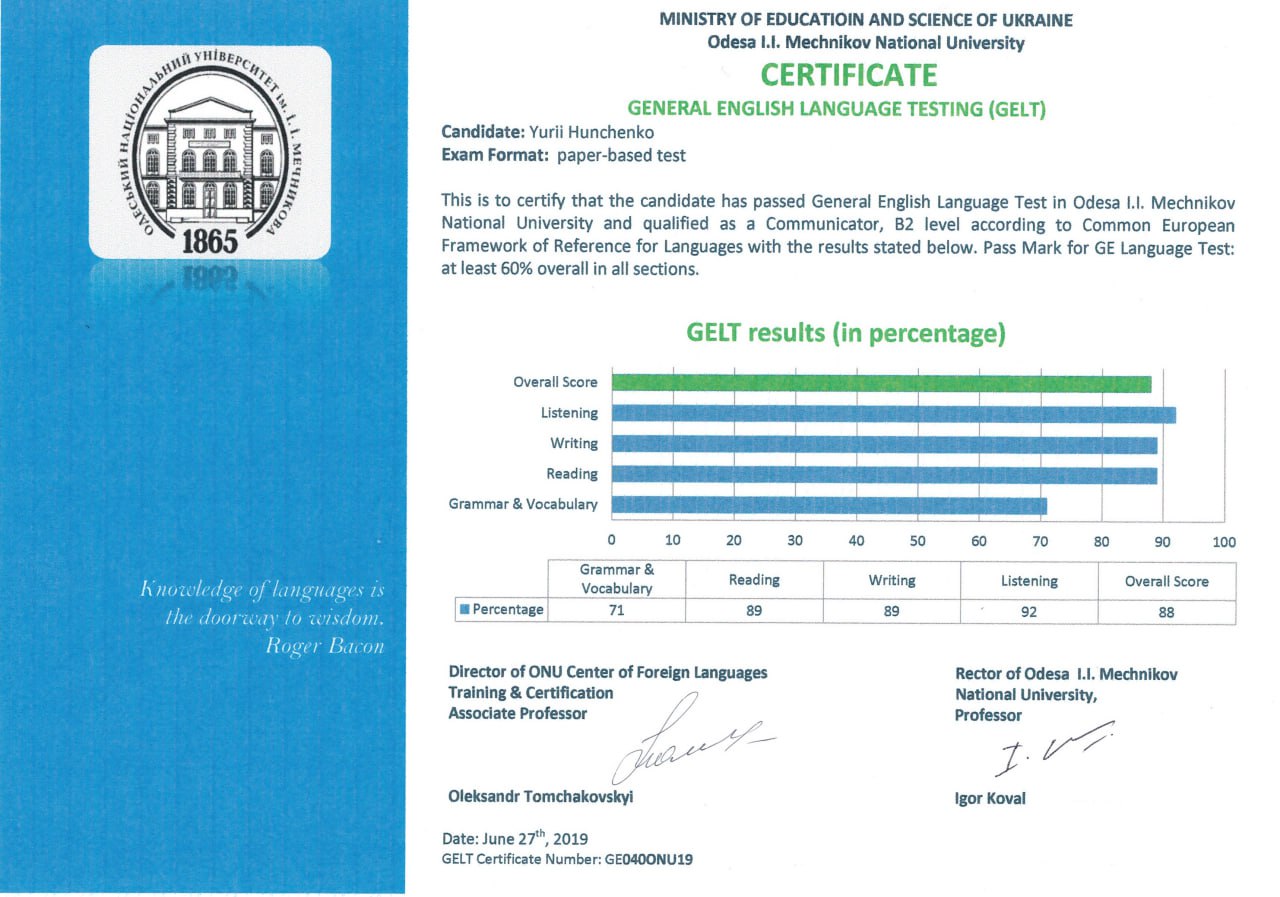 ОДЕСЬКИЙ НАЦІОНАЛЬНИЙ УНІВЕРСИТЕТ ім. І. І. МЕЧНИКОВА
1865
Knowledge of languages is
the doorway to wisdom.
Roger Bacon
MINISTRY OF EDUCATIOIN AND SCIENCE OF UKRAINE
Odesa I.I. Mechnikov National University
CERTIFICATE
GENERAL ENGLISH LANGUAGE TESTING (GELT)
Candidate: Yurii Hunchenko
Exam Format: paper-based test
This is to certify that the candidate has passed General English Language Test in Odesa I.I. Mechnikov
National University and qualified as a Communicator, B2 level according to Common European
Framework of Reference for Languages with the results stated below. Pass Mark for GE Language Test:
at least 60% overall in all sections.
GELT results (in percentage)
Overall Score
Listening
Writing
Reading
Grammar & Vocabulary
0 10 20 30 40 50 60 70 80 90 100
Grammar & Vocabulary Reading Writing Listening Overall Score
Percentage 71 89 89 92 88
Director of ONU Center of Foreign Languages
Training & Certification
Associate Professor
Oleksandr Tomchakovskyi
Rector of Odesa I.I. Mechnikov
National University,
Professor
Igor Koval
Date: June 27th, 2019
GELT Certificate Number: GE040ONU19